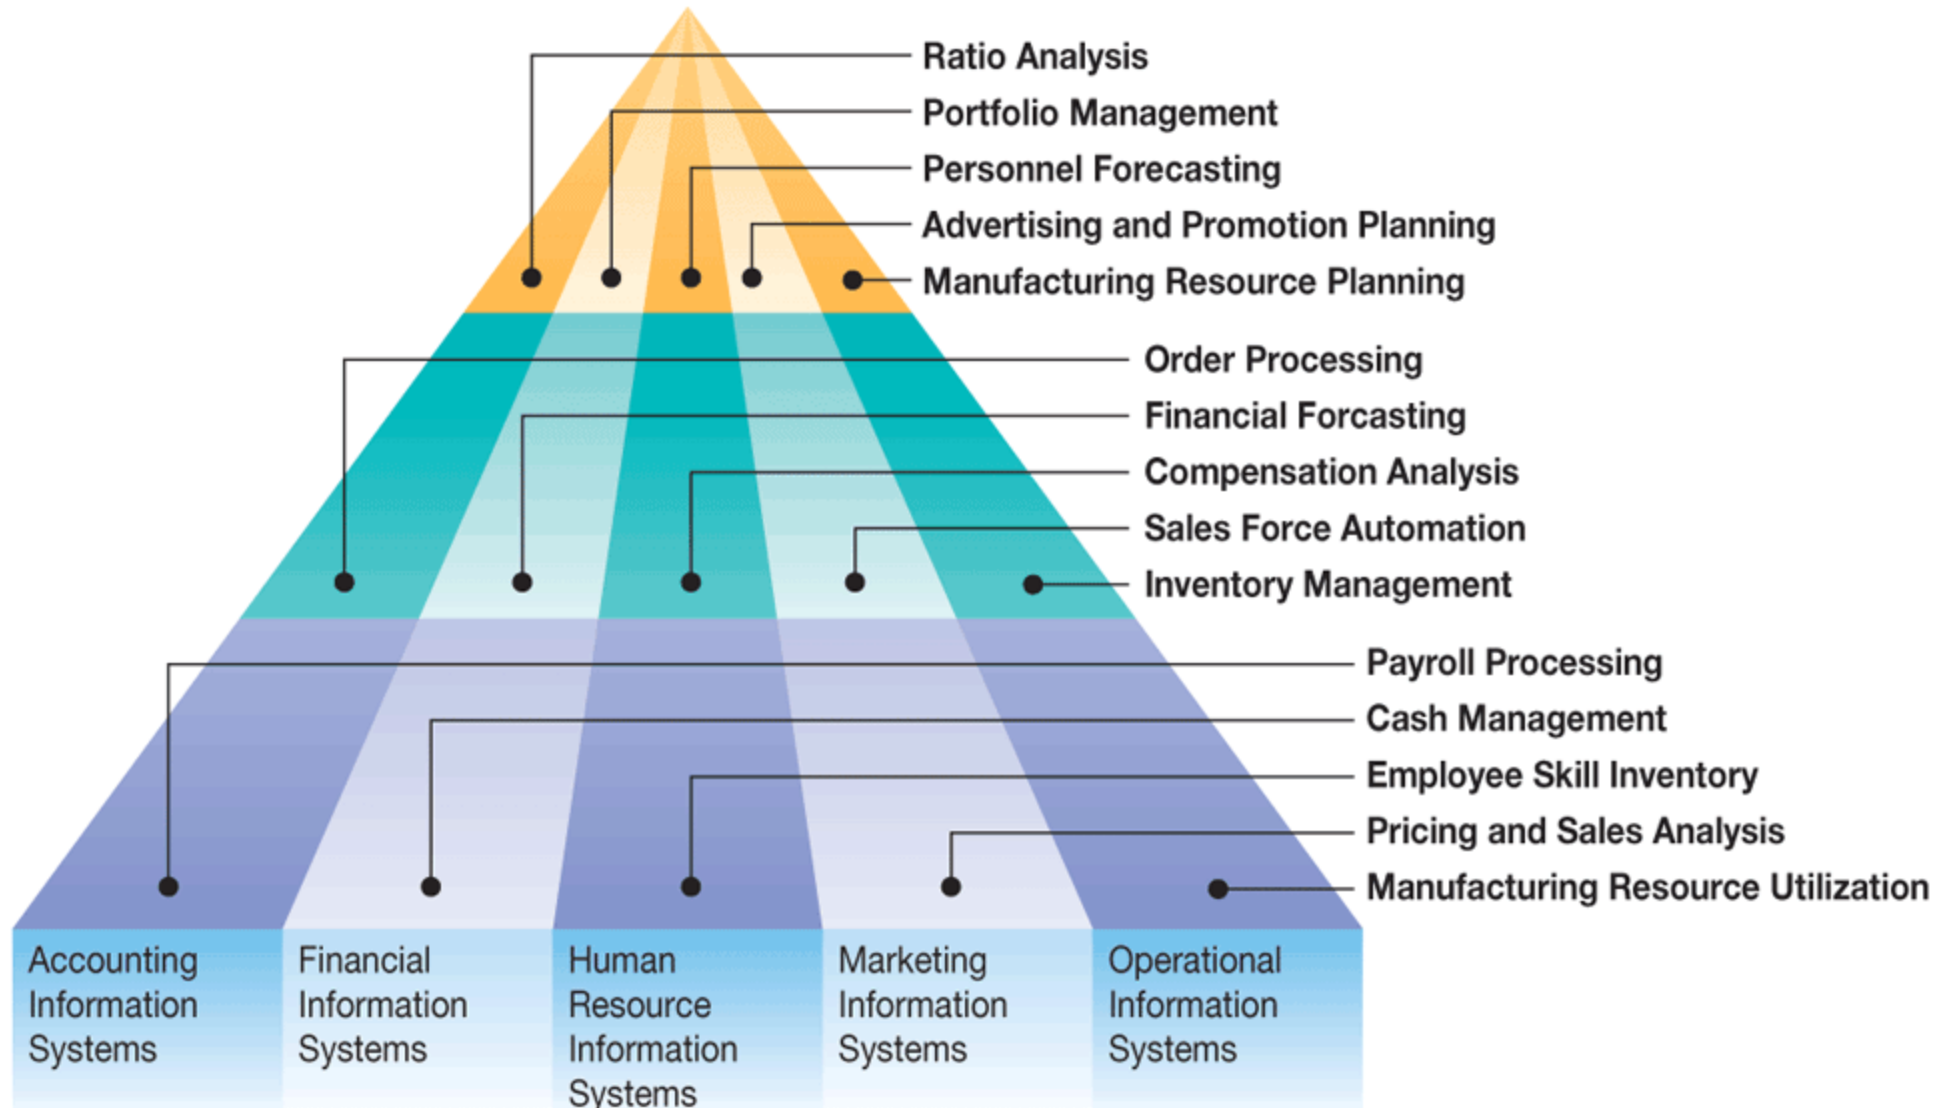 Ratio Analysis
Portfolio Management
Personnel Forecasting
Advertising and Promotion Planning
Manufacturing Resource Planning
Order Processing
Financial Forcasting
Compensation Analysis
Sales Force Automation
Inventory Management
Payroll Processing
Cash Management
Employee Skill Inventory
Pricing and Sales Analysis
Manufacturing Resource Utilization
Accounting
Information
Systems
Financial
Information
Systems
Human
Resource
Information
Systems
Marketing
Information
Systems
Operational
Information
Systems